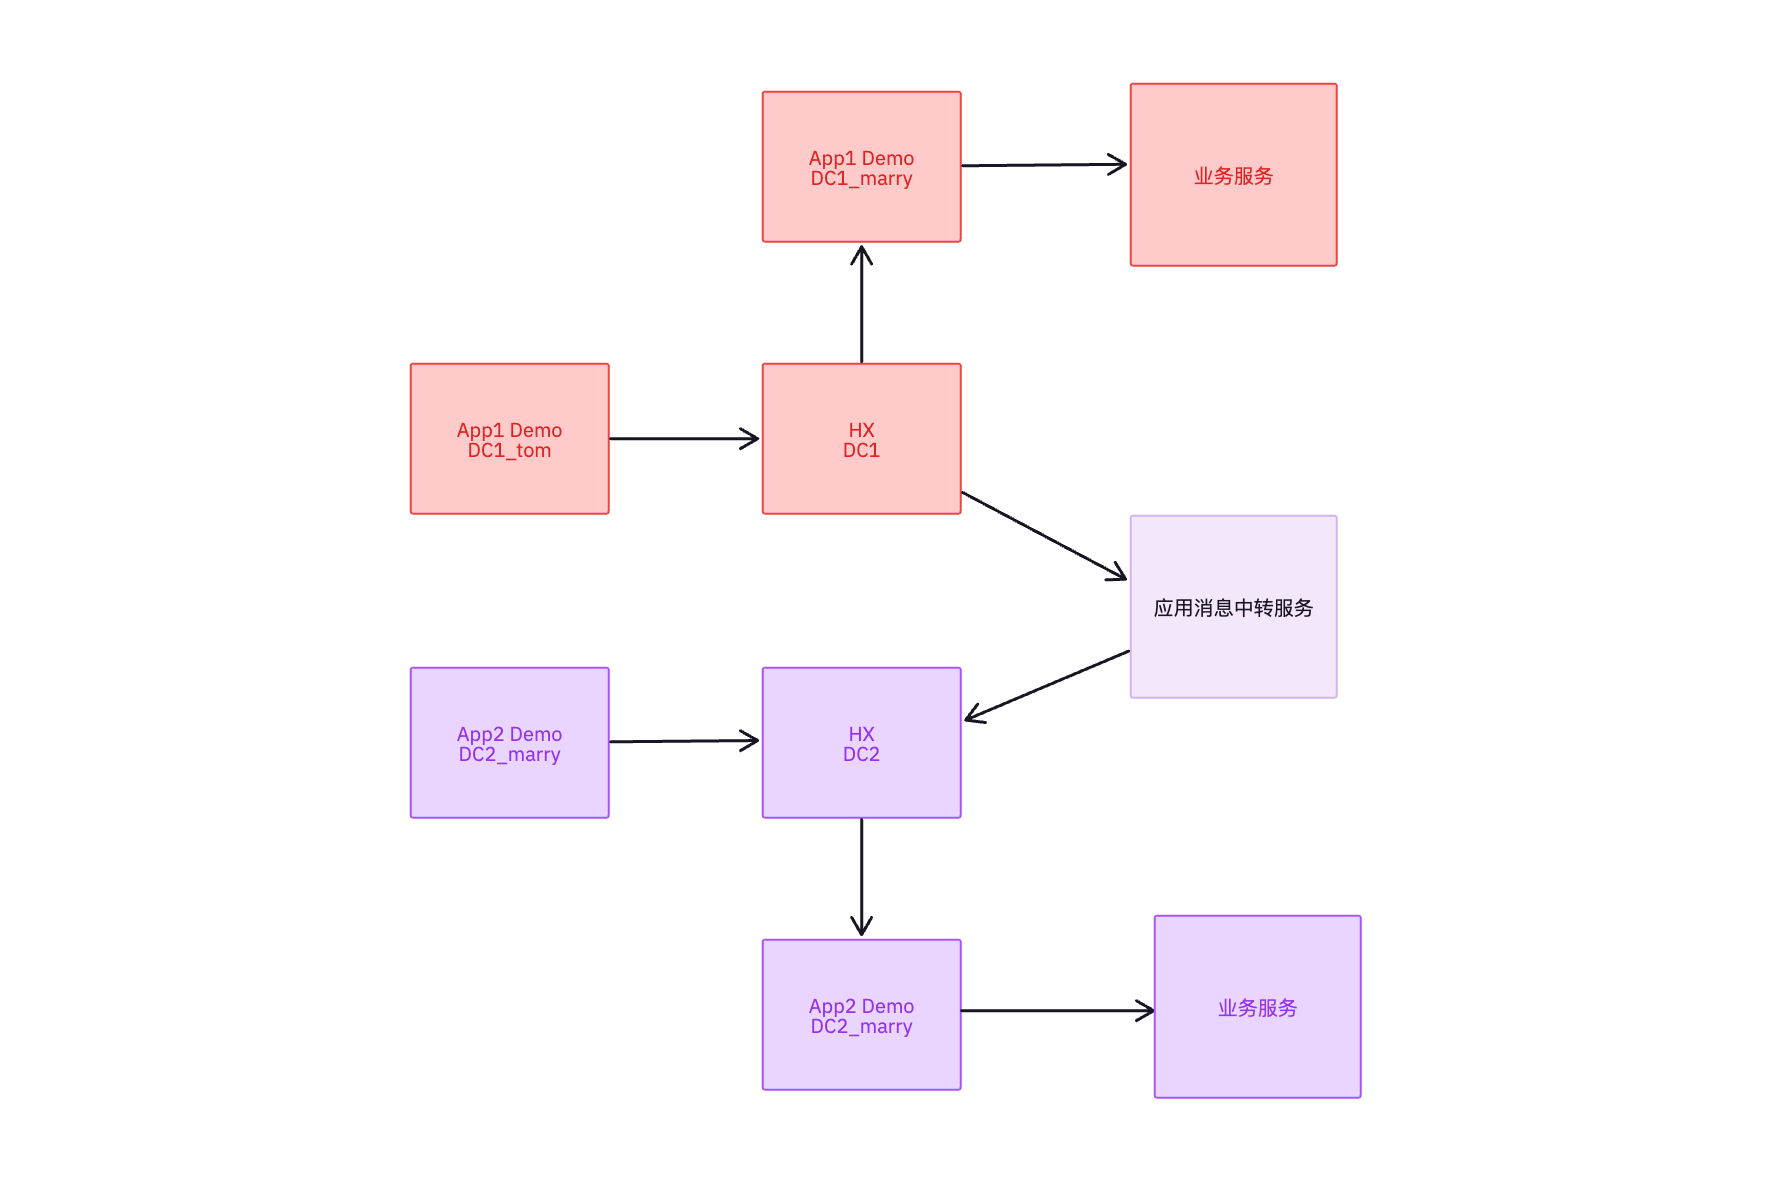 App1 Demo
DC1_marry
业务服务
App1 Demo
DC1_tom
HX
DC1
应用消息中转服务
App2 Demo
DC2_marry
HX
DC2
App2 Demo
DC2_marry
业务服务